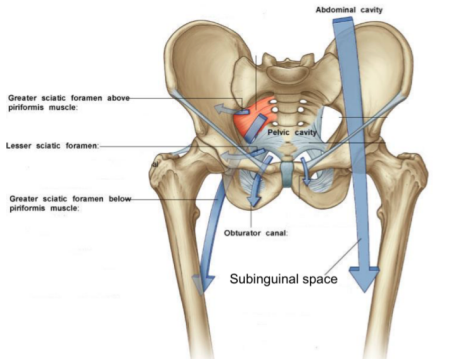 Abdominal cavity
Greater sciatic foramen above
piriformis muscle:
Pelvic cavity
Lesser sciatic foramen:
Greater sciatic foramen below
piriformis muscle:
Obturator canal:
Subinguinal space